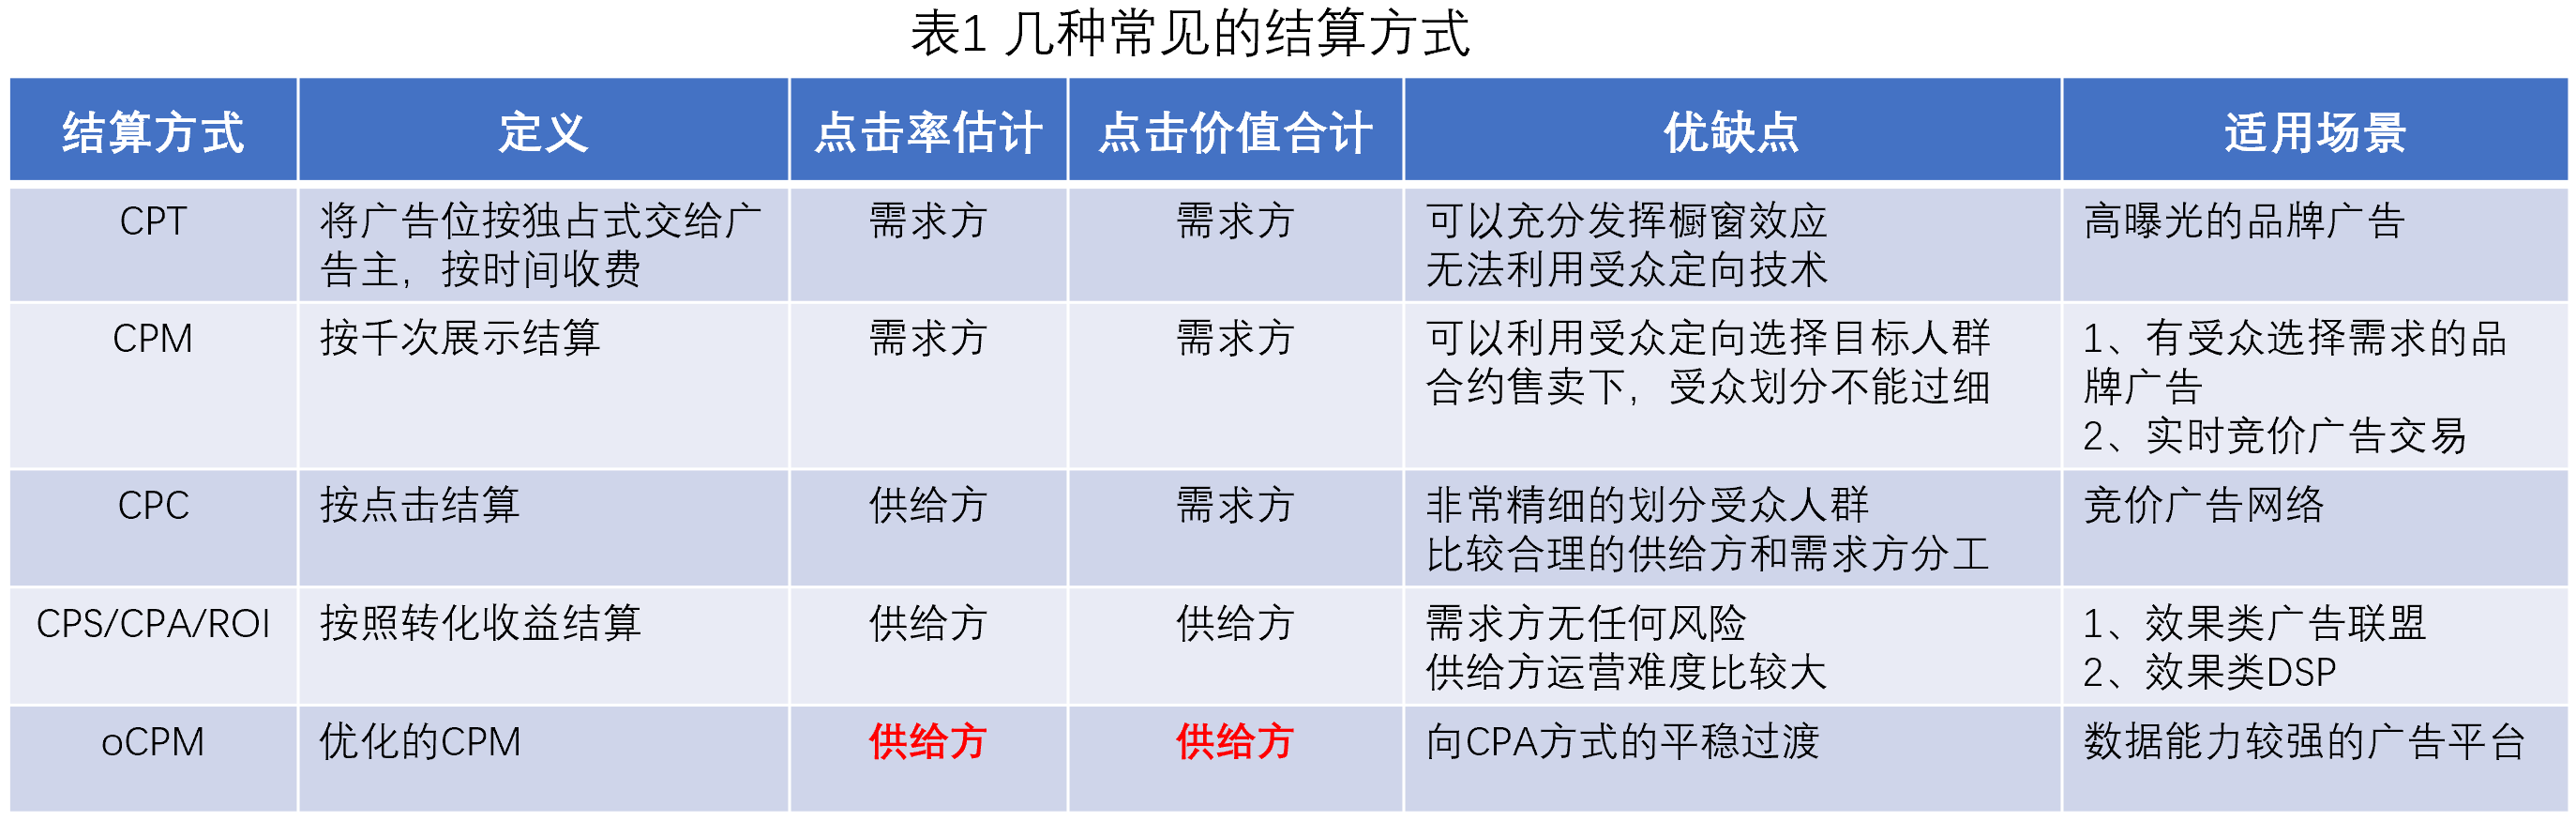 表1 几种常见的结算方式
结算方式 定义 点击率估计 点击价值合计 优缺点 适用场景
CPT 将广告位按独占式交给广 需求方 需求方 可以充分发挥橱窗效应 高曝光的品牌广告
告主，按时间收费 无法利用受众定向技术
CPM 按千次展示结算 需求方 需求方 可以利用受众定向选择目标人群 1、有受众选择需求的品
合约售卖下，受众划分不能过细 牌广告
2、实时竞价广告交易
CPC 按点击结算 供给方 需求方 非常精细的划分受众人群 竞价广告网络
比较合理的供给方和需求方分工
CPS/CPA/ROI 按照转化收益结算 供给方 供给方 需求方无任何风险 1、效果类广告联盟
供给方运营难度比较大 2、效果类DSP
oCPM 优化的CPM 供给方 供给方 向CPA方式的平稳过渡 数据能力较强的广告平台